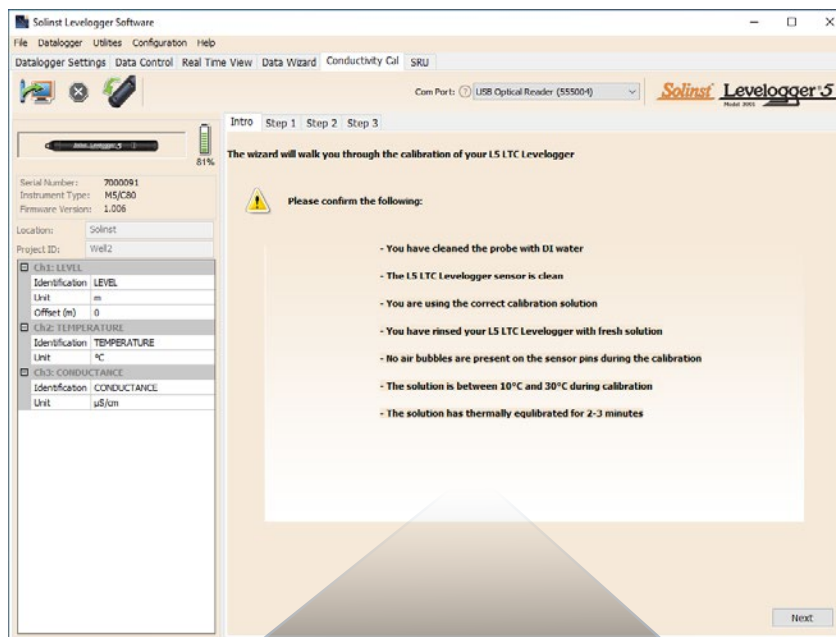 Solinst Levelogger Software
File Datalogger Utilities Configuration Help
Datalogger Settings Data Control Real Time View Data Wizard Conductivity Cal SRU
Com Port: ? USB Optical Reader (555004)
Solinst Levelogger 5
Model 3001
Intro Step 1 Step 2 Step 3
81%
The wizard will walk you through the calibration of your L5 LTC Levelogger
Serial Number: 7000091
Instrument Type: M5/C80
Firmware Version: 1.006
Location: Solinst
Project ID: Well2
Ch1: LEVEL
Identification LEVEL
Unit m
Offset (m) 0
Ch2: TEMPERATURE
Identification TEMPERATURE
Unit °C
Ch3: CONDUCTANCE
Identification CONDUCTANCE
Unit µS/cm
Please confirm the following:
- You have cleaned the probe with DI water
- The L5 LTC Levelogger sensor is clean
- You are using the correct calibration solution
- You have rinsed your L5 LTC Levelogger with fresh solution
- No air bubbles are present on the sensor pins during the calibration
- The solution is between 10°C and 30°C during calibration
- The solution has thermally equlibrated for 2-3 minutes
Next